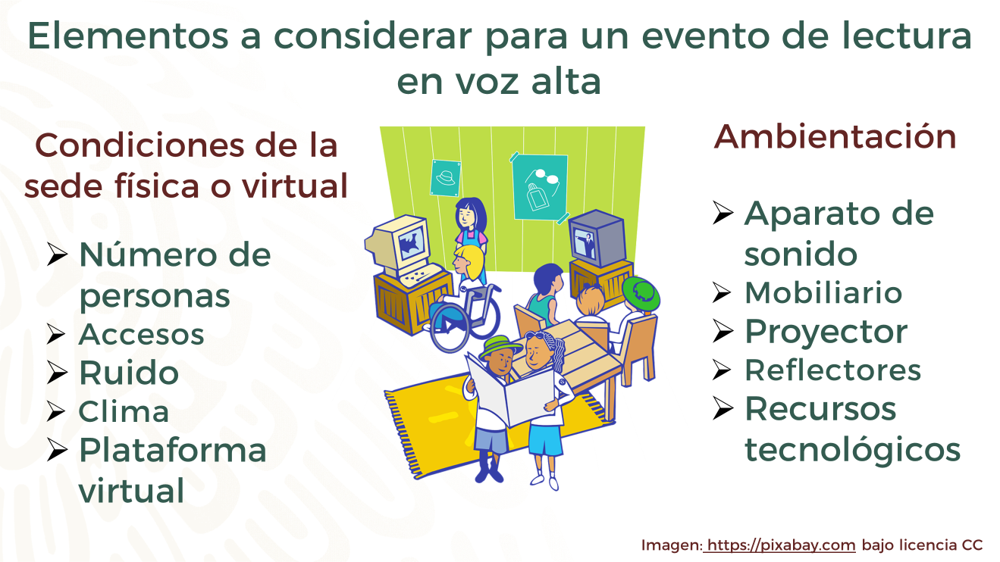 Elementos a considerar para un evento de lectura
en voz alta
Condiciones de la
sede física o virtual
➢ Número de
personas
➢ Accesos
➢ Ruido
➢ Clima
➢ Plataforma
virtual
Ambientación
➢ Aparato de
sonido
➢ Mobiliario
➢ Proyector
➢ Reflectores
➢ Recursos
tecnológicos
Imagen: https://pixabay.com bajo licencia CC